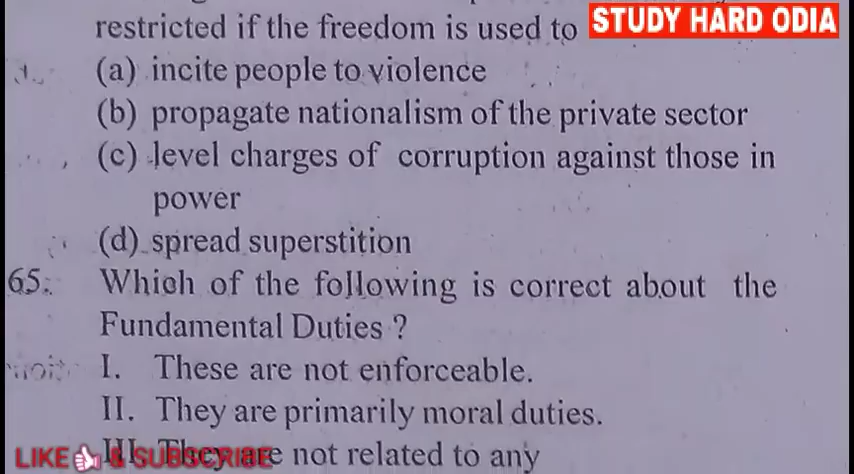 restricted if the freedom is used to STUDY HARD ODIA
(a) incite people to violence
(b) propagate nationalism of the private sector
(c) level charges of corruption against those in
power
(d) spread superstition
65. Which of the following is correct about the
Fundamental Duties ?
I. These are not enforceable.
II. They are primarily moral duties.
III. They are not related to any
LIKE & SUBSCRIBE